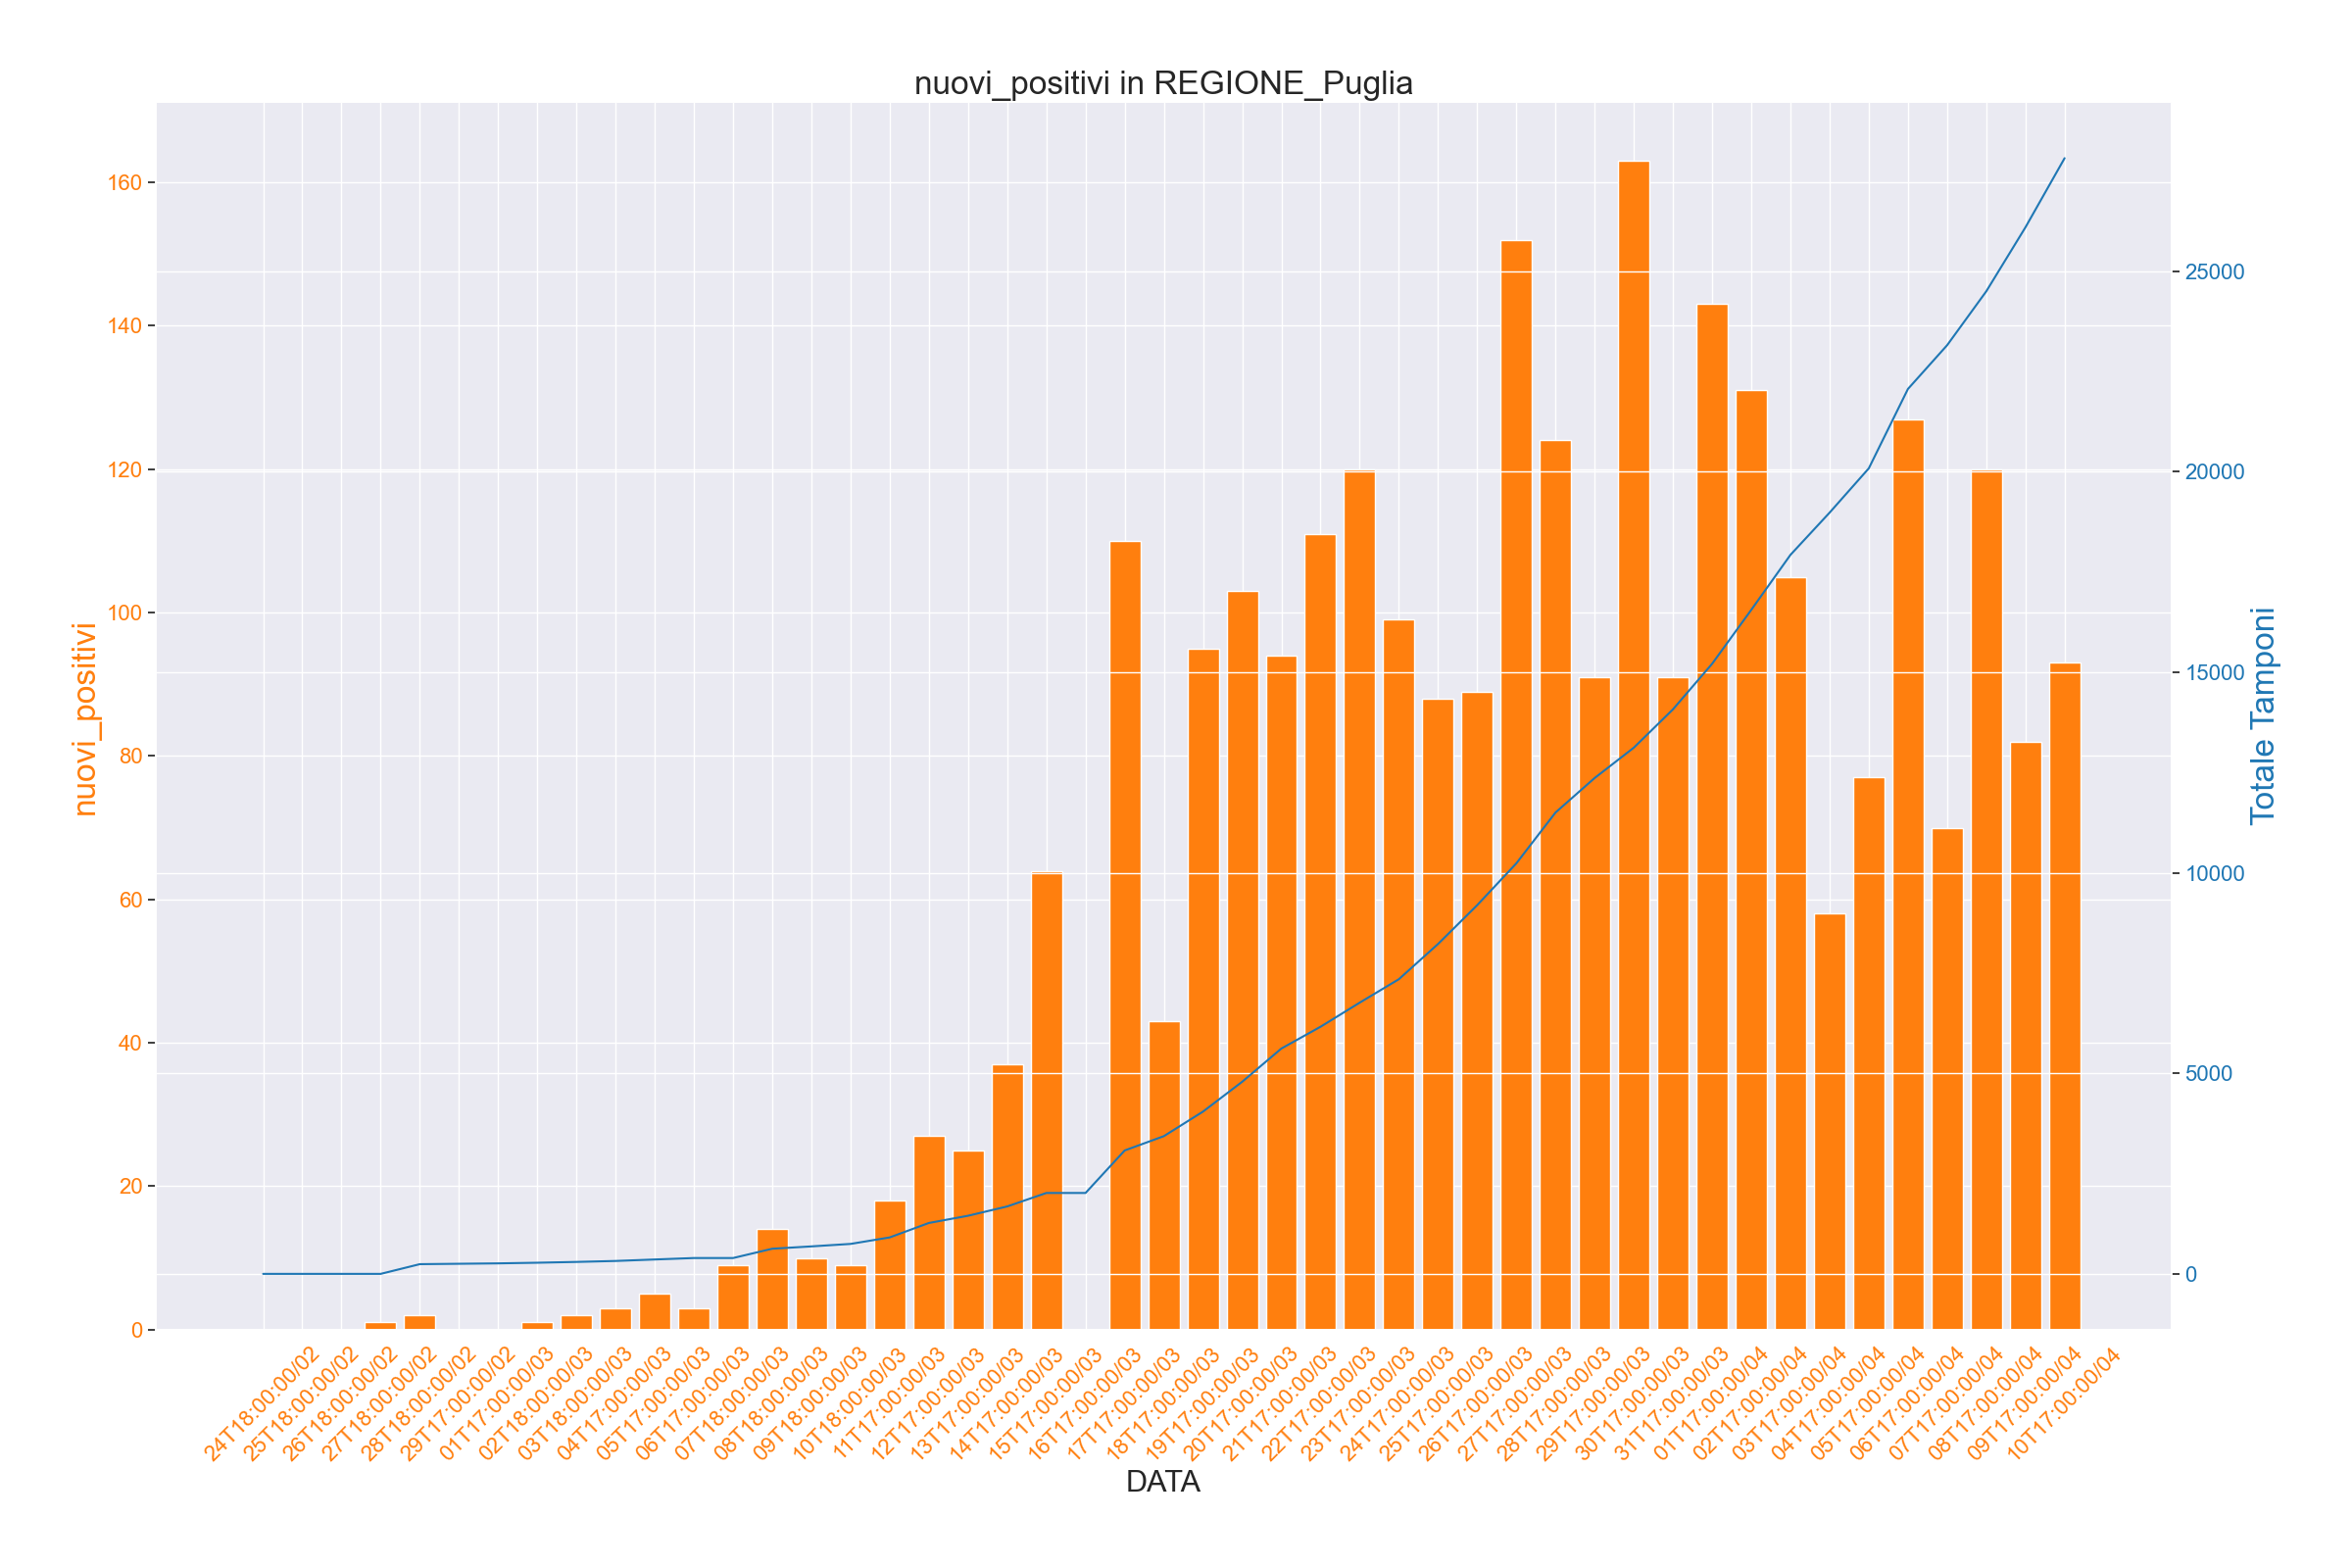 nuovi_positivi in REGIONE_Puglia
160
140
120
100
80
60
40
20
0
nuovi_positivi
25000
20000
15000
10000
5000
0
Totale Tamponi
24T18:00:00/02
25T18:00:00/02
26T18:00:00/02
27T18:00:00/02
28T18:00:00/02
29T17:00:00/02
01T17:00:00/03
02T18:00:00/03
03T18:00:00/03
04T17:00:00/03
05T17:00:00/03
06T17:00:00/03
07T18:00:00/03
08T18:00:00/03
09T18:00:00/03
10T18:00:00/03
11T17:00:00/03
12T17:00:00/03
13T17:00:00/03
14T17:00:00/03
15T17:00:00/03
16T17:00:00/03
17T17:00:00/03
18T17:00:00/03
19T17:00:00/03
20T17:00:00/03
21T17:00:00/03
22T17:00:00/03
23T17:00:00/03
24T17:00:00/03
25T17:00:00/03
26T17:00:00/03
27T17:00:00/03
28T17:00:00/03
29T17:00:00/03
30T17:00:00/03
31T17:00:00/03
01T17:00:00/04
02T17:00:00/04
03T17:00:00/04
04T17:00:00/04
05T17:00:00/04
06T17:00:00/04
07T17:00:00/04
08T17:00:00/04
09T17:00:00/04
10T17:00:00/04
DATA